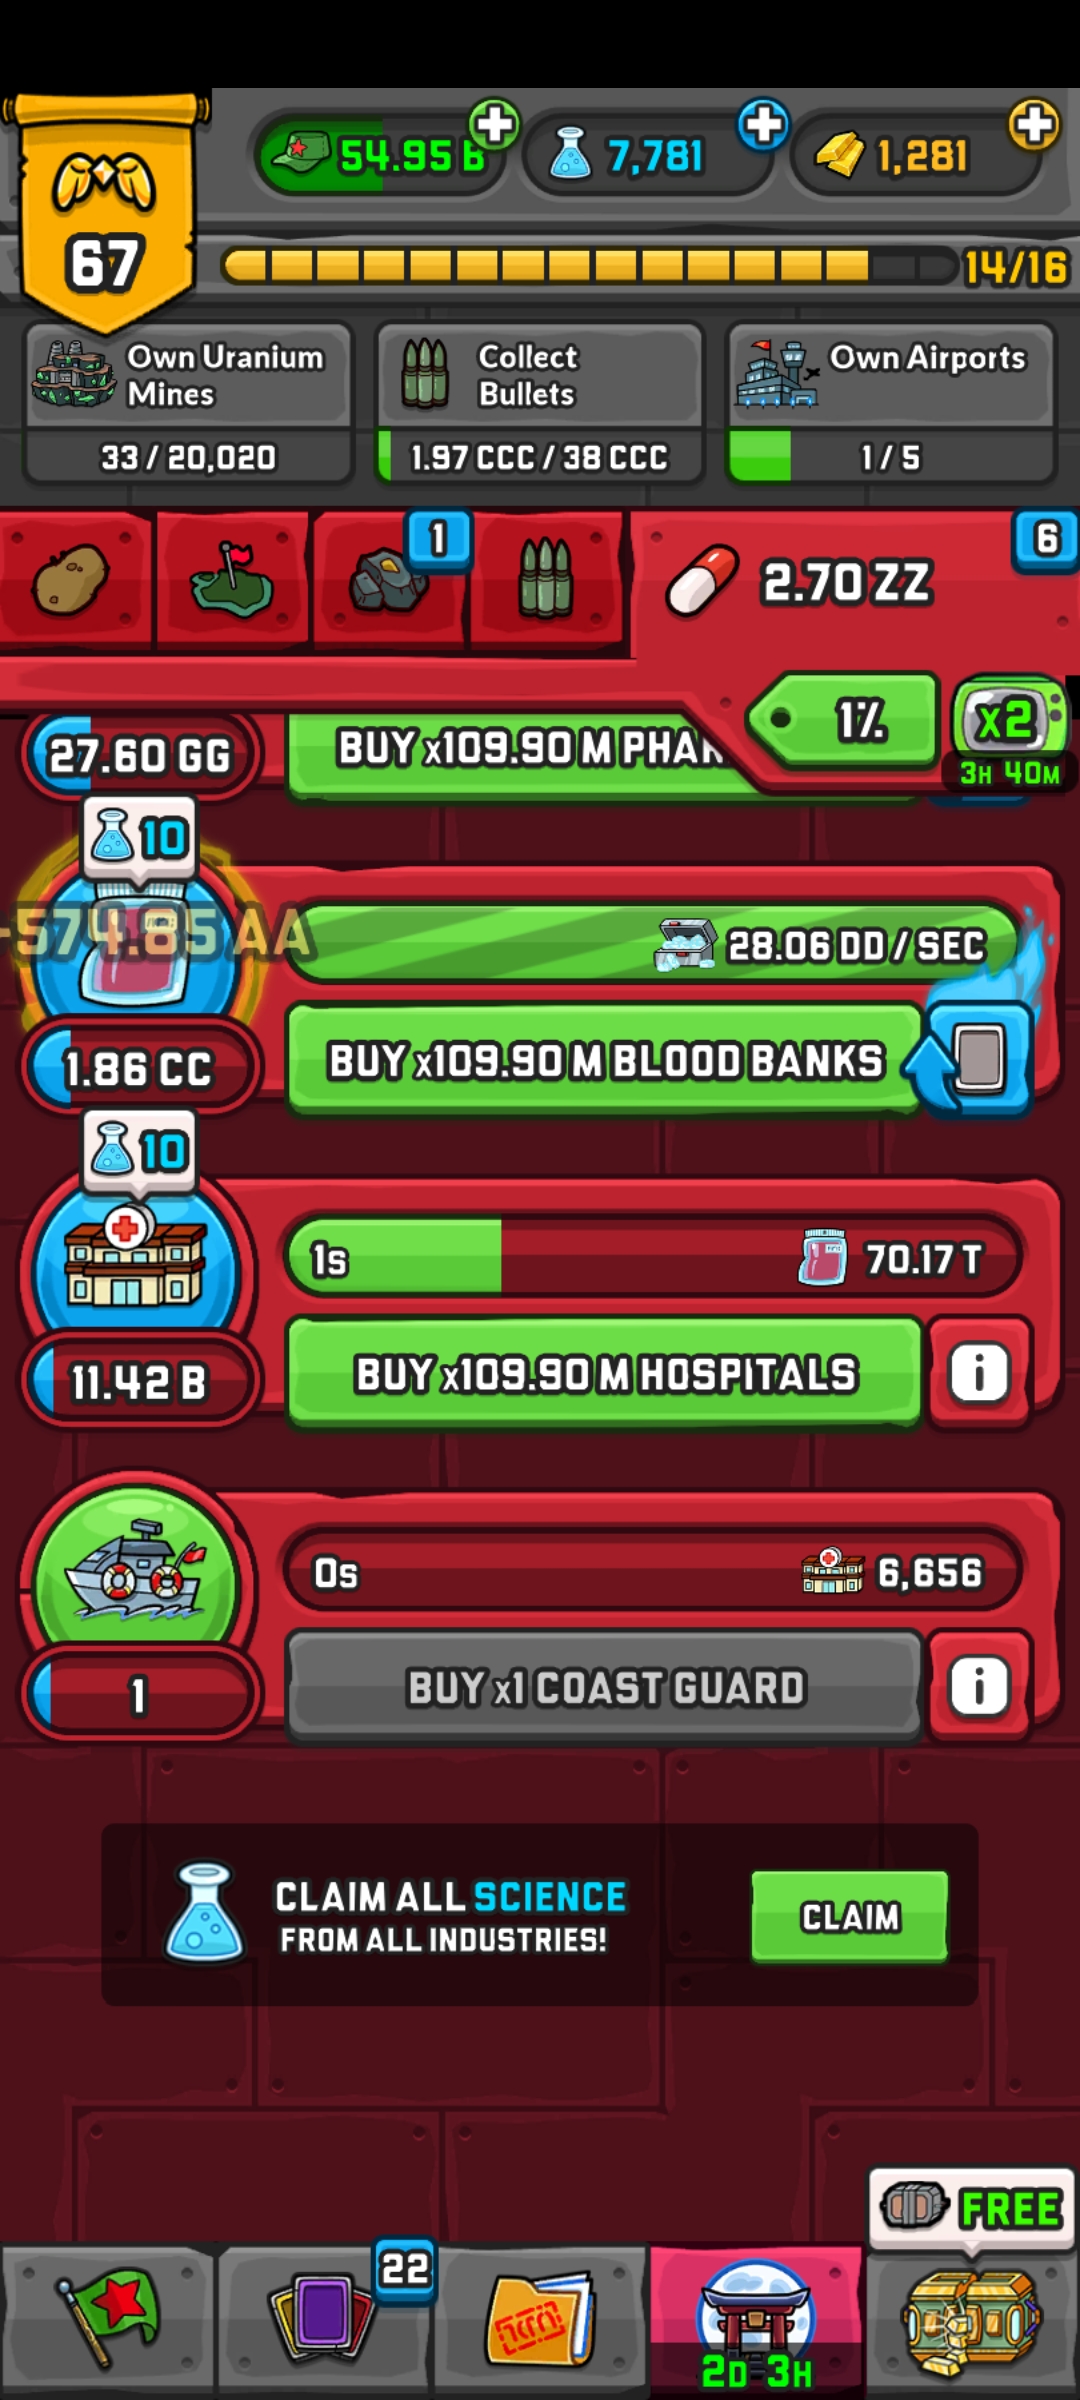 54.95 B
7,781
1,281
67
14/16
Own Uranium
Mines
33 / 20,020
Collect
Bullets
1.97 CCC / 38 CCC
Own Airports
1 / 5
1
2.70 ZZ
6
1%
x2
3H 40M
27.60 GG
BUY x109.90 M PHAR
10
-574.85 AA
28.06 DD / SEC
1.86 CC
BUY x109.90 M BLOOD BANKS
10
1s
70.17 T
11.42 B
BUY x109.90 M HOSPITALS
i
0s
6,656
1
BUY x1 COAST GUARD
i
CLAIM ALL SCIENCE
FROM ALL INDUSTRIES!
CLAIM
FREE
22
2D 3H